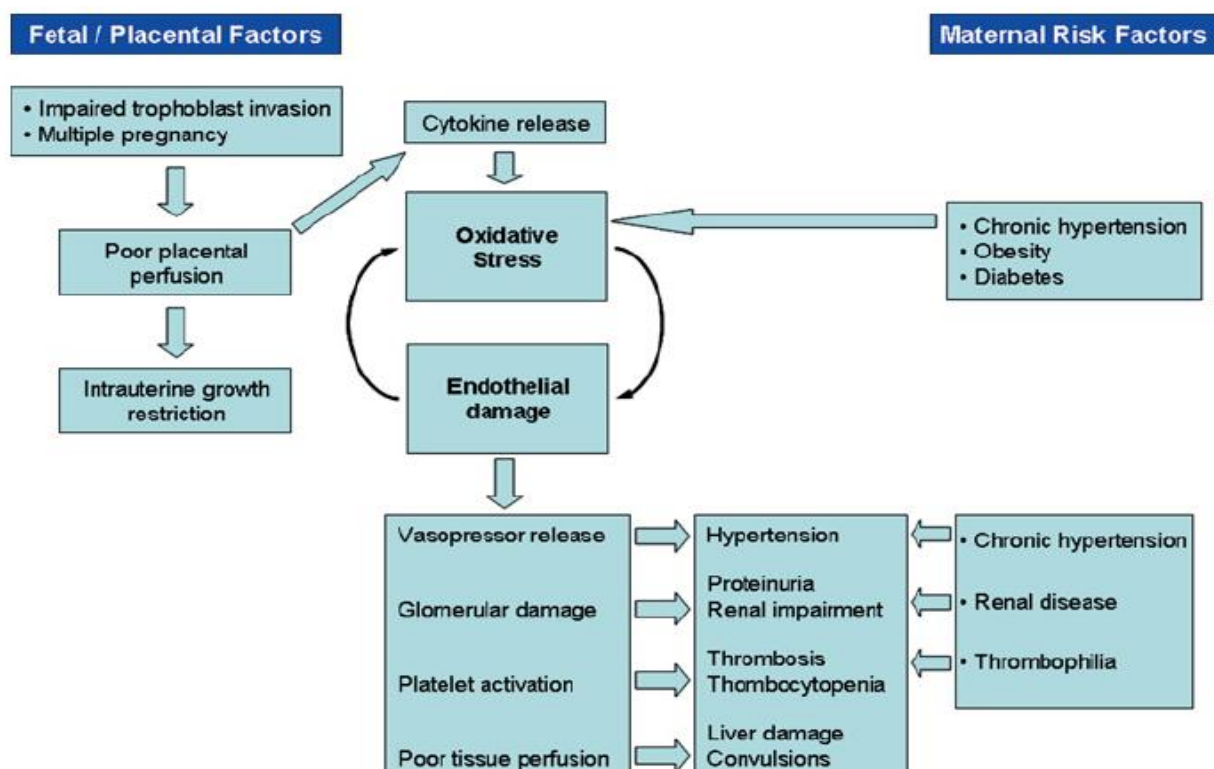 Fetal / Placental Factors
Maternal Risk Factors
• Impaired trophoblast invasion
• Multiple pregnancy
Cytokine release
Poor placental
perfusion
Oxidative
Stress
• Chronic hypertension
• Obesity
• Diabetes
Intrauterine growth
restriction
Endothelial
damage
Vasopressor release
Glomerular damage
Platelet activation
Poor tissue perfusion
Hypertension
Proteinuria
Renal impairment
Thrombosis
Thombocytopenia
Liver damage
Convulsions
• Chronic hypertension
• Renal disease
• Thrombophilia